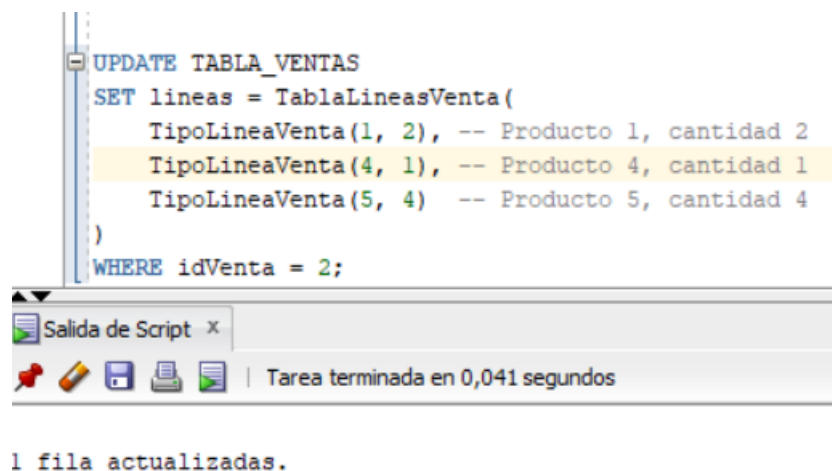 UPDATE TABLA_VENTAS
SET lineas = TablaLineasVenta(
TipoLineaVenta(1, 2), -- Producto 1, cantidad 2
TipoLineaVenta(4, 1), -- Producto 4, cantidad 1
TipoLineaVenta(5, 4)  -- Producto 5, cantidad 4
)
WHERE idVenta = 2;
Salida de Script x
Tarea terminada en 0,041 segundos
1 fila actualizadas.